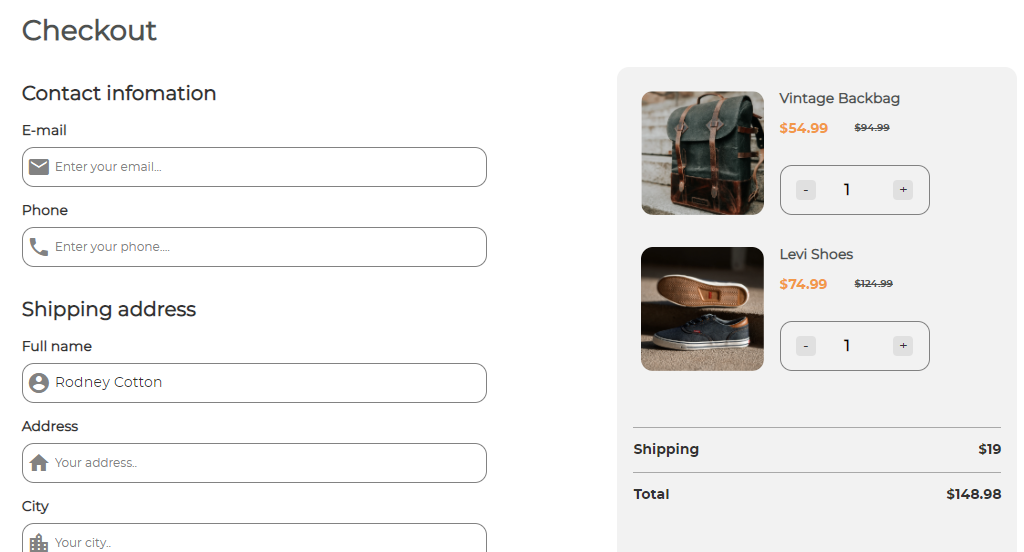 Checkout
Contact infomation
E-mail
Enter your email...
Phone
Enter your phone....
Shipping address
Full name
Rodney Cotton
Address
Your address..
City
Your city..
Vintage Backbag
$54.99 $94.99
- 1 +
Levi Shoes
$74.99 $124.99
- 1 +
Shipping $19
Total $148.98